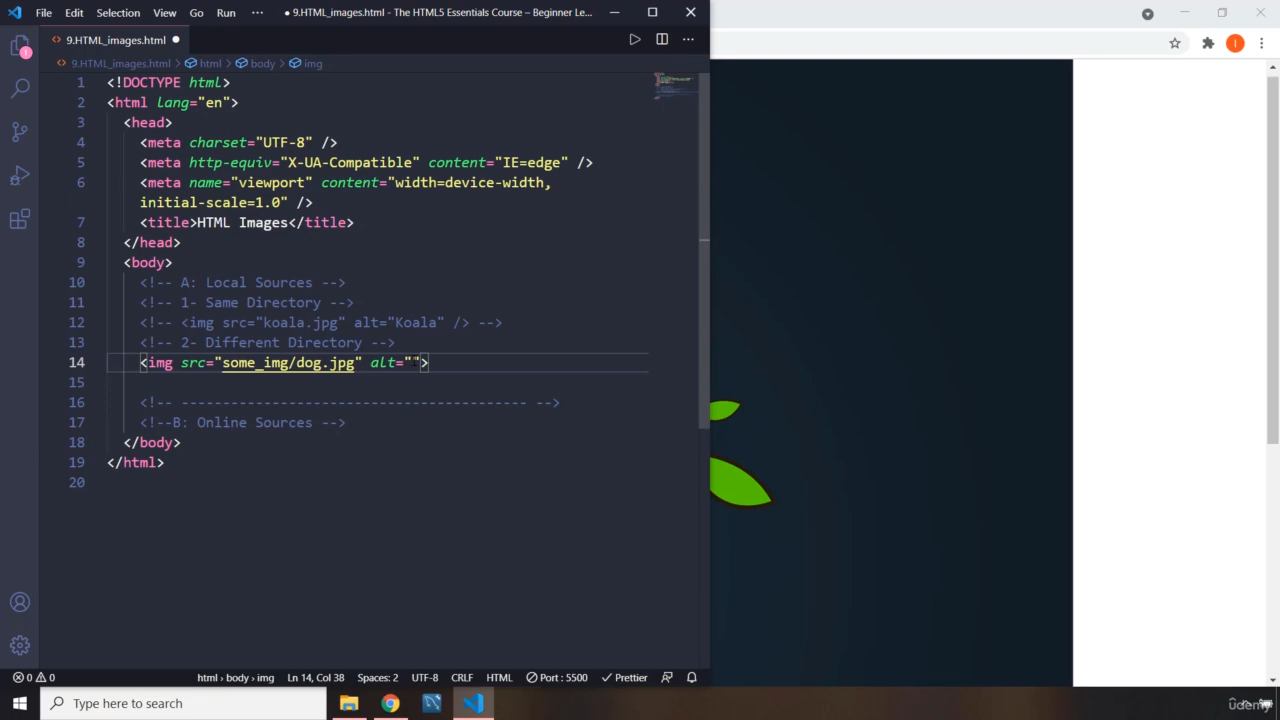 File Edit Selection View Go Run ··· ● 9.HTML_images.html - The HTML5 Essentials Course – Beginner Le...
<> 9.HTML_images.html ●
<> 9.HTML_images.html > html > body > img
1 <!DOCTYPE html>
2 <html lang="en">
3 <head>
4 <meta charset="UTF-8" />
5 <meta http-equiv="X-UA-Compatible" content="IE=edge" />
6 <meta name="viewport" content="width=device-width,
initial-scale=1.0" />
7 <title>HTML Images</title>
8 </head>
9 <body>
10 <!-- A: Local Sources -->
11 <!-- 1- Same Directory -->
12 <!-- <img src="koala.jpg" alt="Koala" /> -->
13 <!-- 2- Different Directory -->
14 <img src="some_img/dog.jpg" alt="">
15
16 <!-- ------------------------------------------ -->
17 <!--B: Online Sources -->
18 </body>
19 </html>
20
1
I
0 0 html > body > img Ln 14, Col 38 Spaces: 2 UTF-8 CRLF HTML Port : 5500 Prettier
Type here to search
udemy